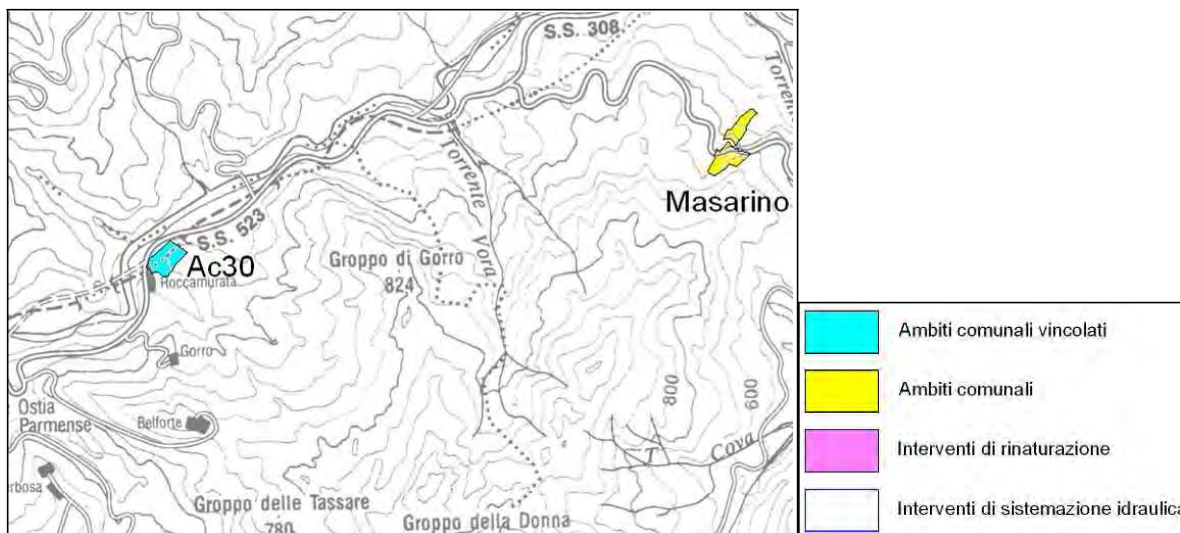 S.S. 308
Torrente
Torrente
Vora
Masarino
S.S. 523
Ac30
Roccamurata
Groppo di Gorro
824
Gorro
800
600
Ostia
Parmense
Belforte
T.
Cova
Groppo delle Tassare
780
Groppo della Donna
Ambiti comunali vincolati
Ambiti comunali
Interventi di rinaturazione
Interventi di sistemazione idraulica